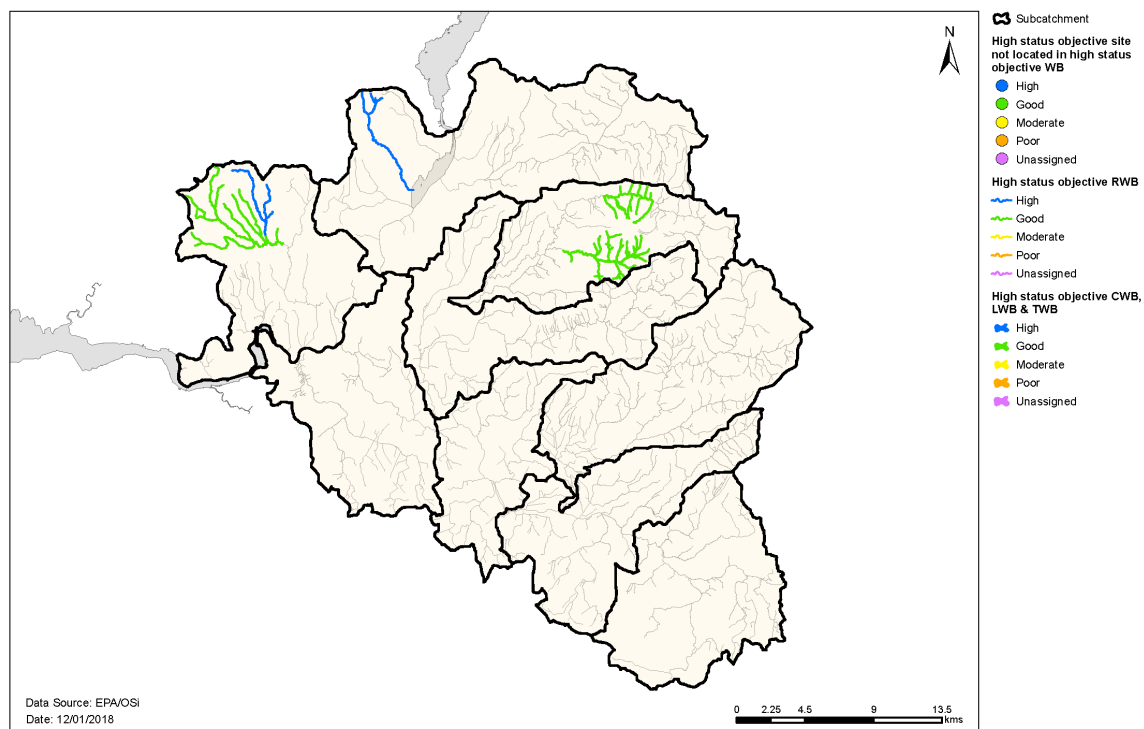 N
Subcatchment
High status objective site
not located in high status
objective WB
High
Good
Moderate
Poor
Unassigned
High status objective RWB
High
Good
Moderate
Poor
Unassigned
High status objective CWB,
LWB & TWB
High
Good
Moderate
Poor
Unassigned
Data Source: EPA/OSi
Date: 12/01/2018
0 2.25 4.5 9 13.5
kms